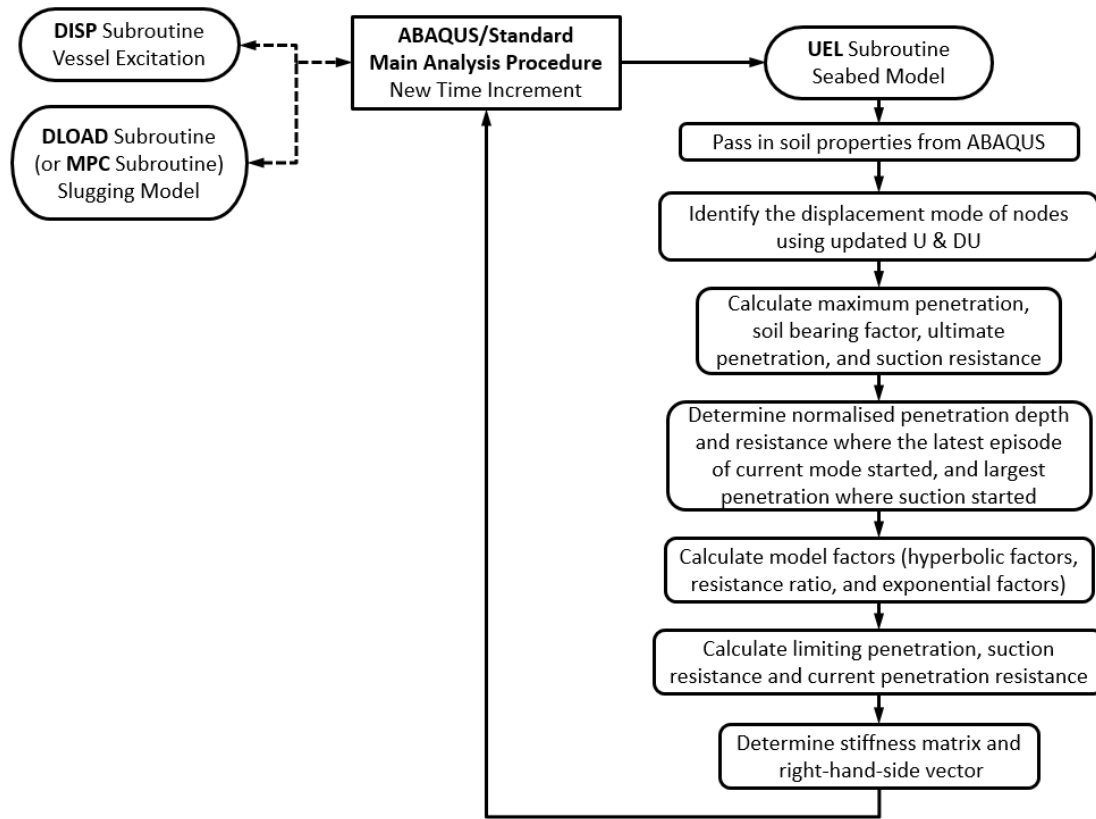 DISP Subroutine
Vessel Excitation
DLOAD Subroutine
(or MPC Subroutine)
Slugging Model
ABAQUS/Standard
Main Analysis Procedure
New Time Increment
UEL Subroutine
Seabed Model
Pass in soil properties from ABAQUS
Identify the displacement mode of nodes
using updated U & DU
Calculate maximum penetration,
soil bearing factor, ultimate
penetration, and suction resistance
Determine normalised penetration depth
and resistance where the latest episode
of current mode started, and largest
penetration where suction started
Calculate model factors (hyperbolic factors,
resistance ratio, and exponential factors)
Calculate limiting penetration, suction
resistance and current penetration resistance
Determine stiffness matrix and
right-hand-side vector